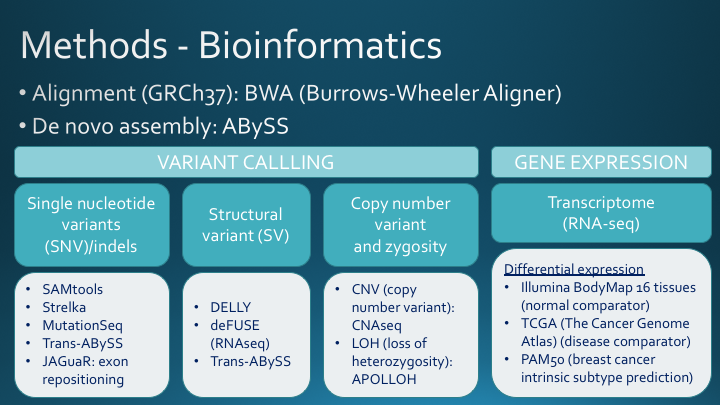 Methods - Bioinformatics
• Alignment (GRCh37): BWA (Burrows-Wheeler Aligner)
• De novo assembly: ABySS
VARIANT CALLLING
GENE EXPRESSION
Single nucleotide
variants
(SNV)/indels
Structural
variant (SV)
Copy number
variant
and zygosity
Transcriptome
(RNA-seq)
• SAMtools
• Strelka
• MutationSeq
• Trans-ABySS
• JAGuaR: exon
repositioning
• DELLY
• deFUSE
(RNAseq)
• Trans-ABySS
• CNV (copy
number variant):
CNAseq
• LOH (loss of
heterozygosity):
APOLLOH
Differential expression
• Illumina BodyMap 16 tissues
(normal comparator)
• TCGA (The Cancer Genome
Atlas) (disease comparator)
• PAM50 (breast cancer
intrinsic subtype prediction)